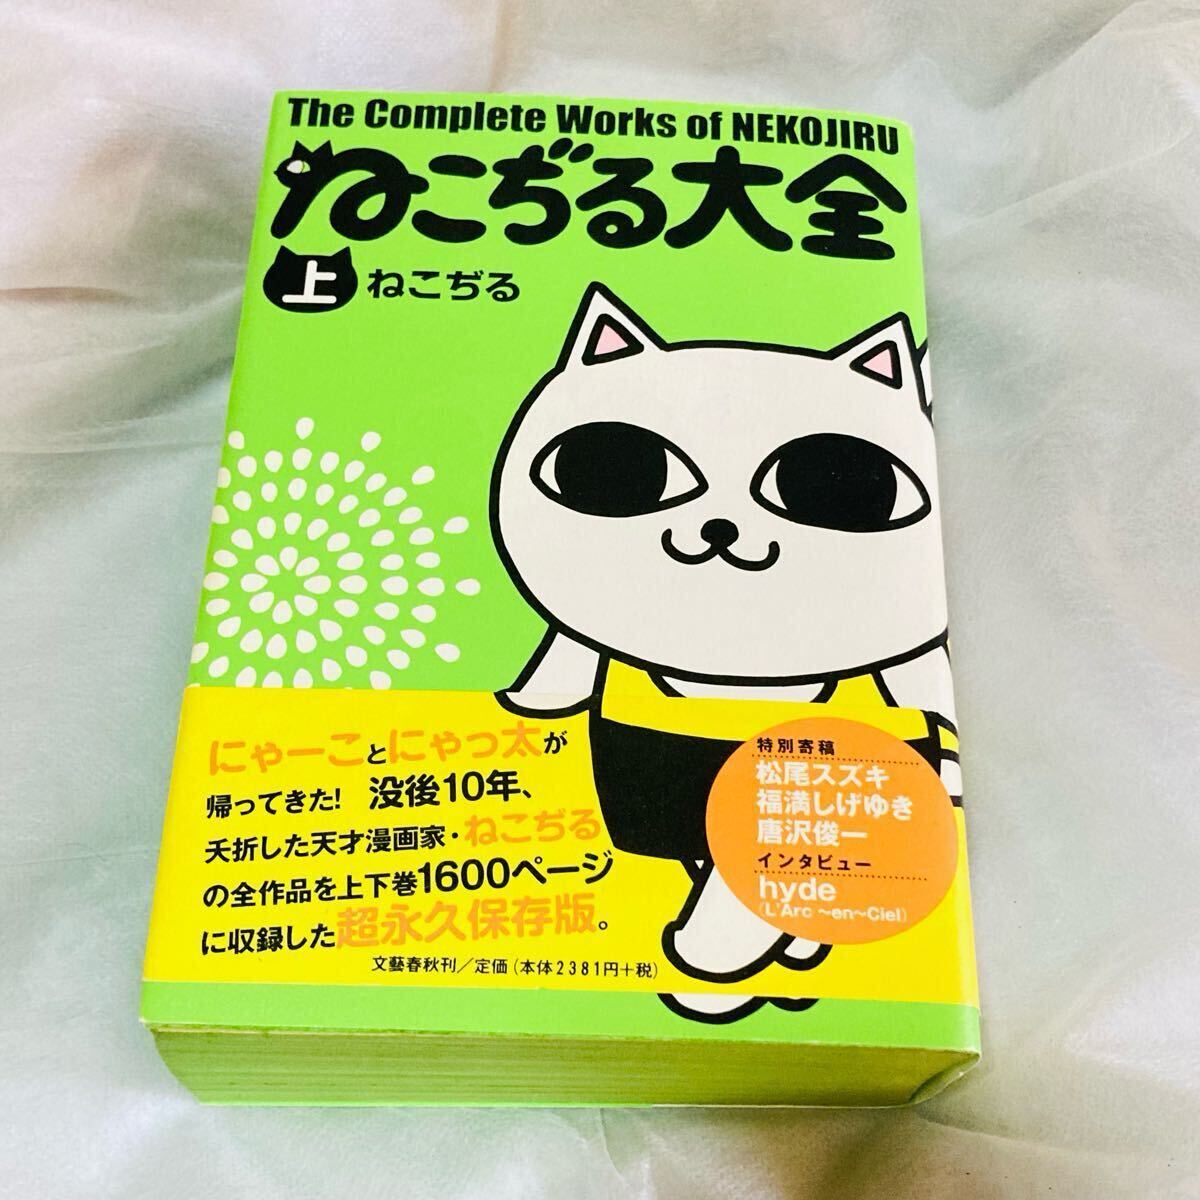 The Complete Works of NEKOJIRU
ねこぢる大全
上 ねこぢる
にゃーことにゃっ太が
帰ってきた! 没後10年、
夭折した天才漫画家・ねこぢる
の全作品を上下巻1600ページ
に収録した超永久保存版。
文藝春秋刊/定価(本体2381円+税)
特別寄稿
松尾スズキ
福満しげゆき
唐沢俊一
インタビュー
hyde
(L'Arc ~en~Ciel)